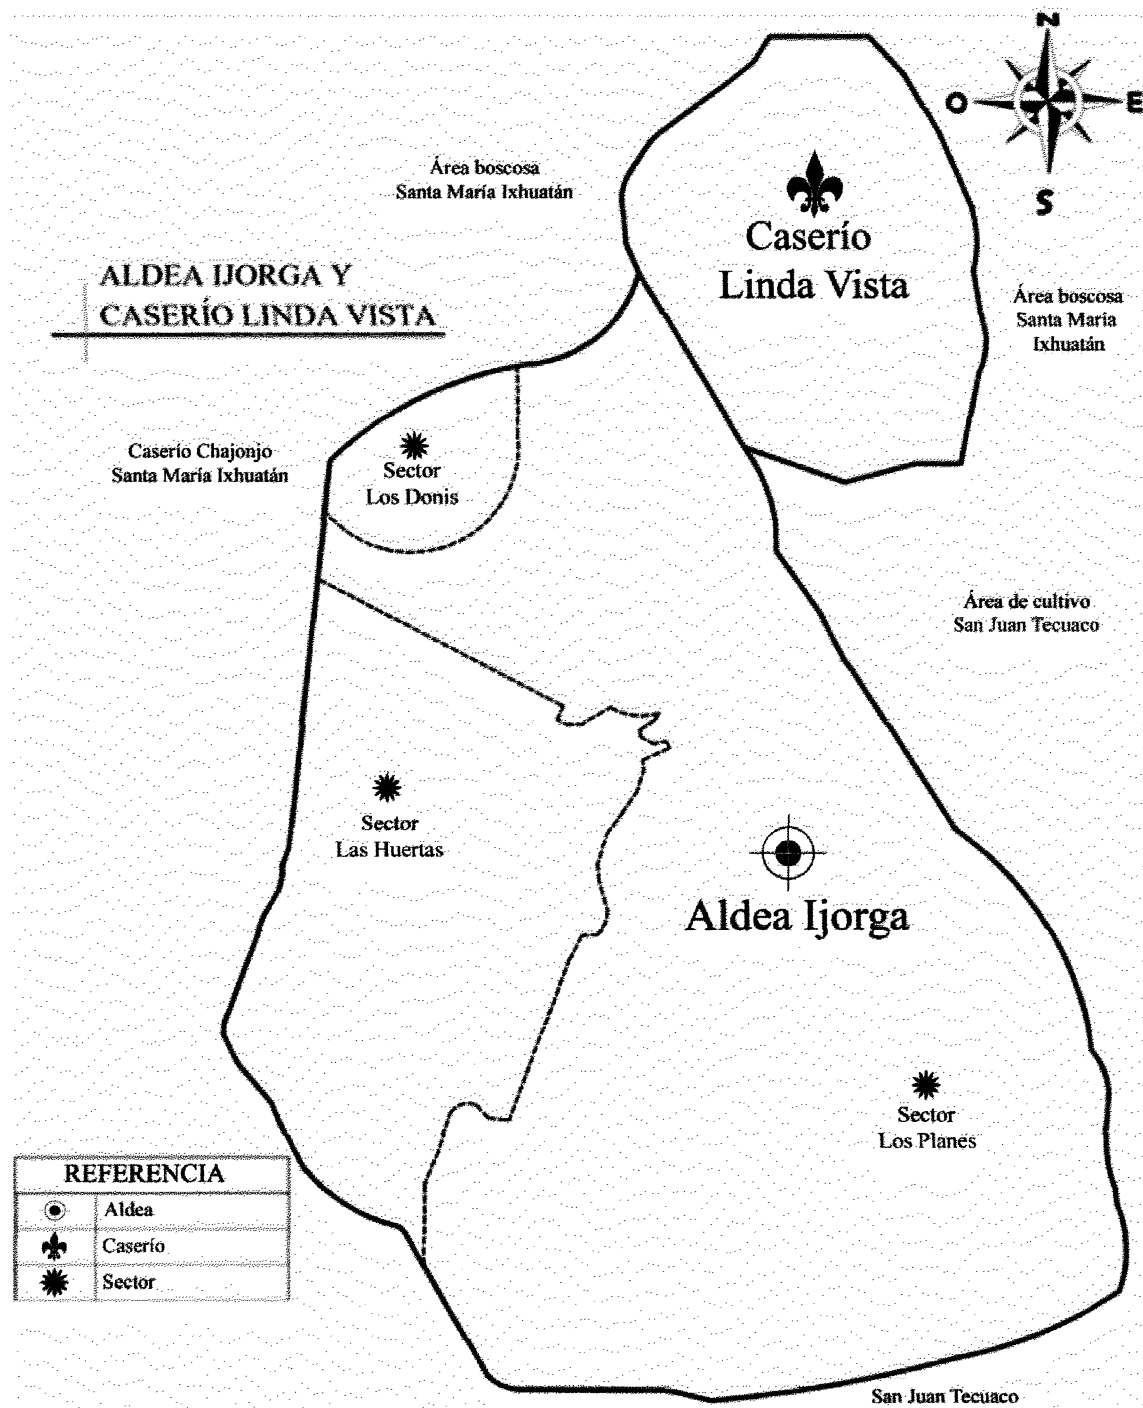 N
O
E
S
Área boscosa
Santa María Ixhuatán
Caserío
Linda Vista
ALDEA IJORGA Y
CASERÍO LINDA VISTA
Área boscosa
Santa María
Ixhuatán
Caserío Chajonjo
Santa María Ixhuatán
Sector
Los Donis
Área de cultivo
San Juan Tecuaco
Sector
Las Huertas
Aldea Ijorga
Sector
Los Planes
REFERENCIA
Aldea
Caserío
Sector
San Juan Tecuaco